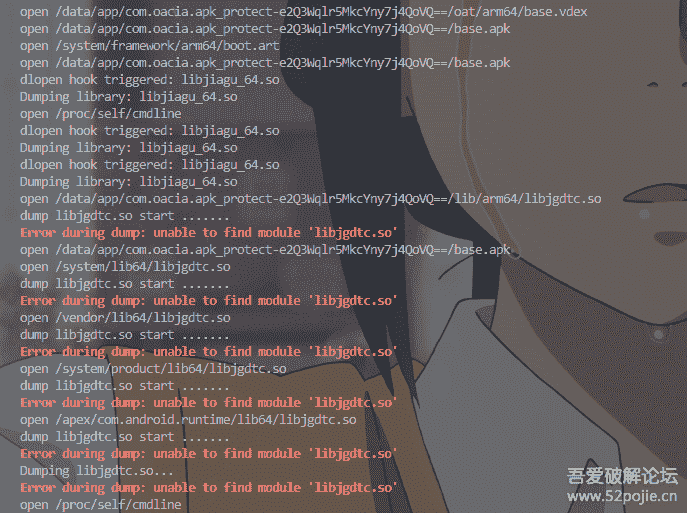 open /data/app/com.oacia.apk_protect-e2Q3Wqlr5MkcYny7j4QoVQ==/oat/arm64/base.vdex
open /data/app/com.oacia.apk_protect-e2Q3Wqlr5MkcYny7j4QoVQ==/base.apk
open /system/framework/arm64/boot.art
open /data/app/com.oacia.apk_protect-e2Q3Wqlr5MkcYny7j4QoVQ==/base.apk
dlopen hook triggered: libjiagu_64.so
Dumping library: libjiagu_64.so
open /proc/self/cmdline
dlopen hook triggered: libjiagu_64.so
Dumping library: libjiagu_64.so
dlopen hook triggered: libjiagu_64.so
Dumping library: libjiagu_64.so
open /data/app/com.oacia.apk_protect-e2Q3Wqlr5MkcYny7j4QoVQ==/lib/arm64/libjgdtc.so
dump libjgdtc.so start .......
Error during dump: unable to find module 'libjgdtc.so'
open /data/app/com.oacia.apk_protect-e2Q3Wqlr5MkcYny7j4QoVQ==/base.apk
open /system/lib64/libjgdtc.so
dump libjgdtc.so start .......
Error during dump: unable to find module 'libjgdtc.so'
open /vendor/lib64/libjgdtc.so
dump libjgdtc.so start .......
Error during dump: unable to find module 'libjgdtc.so'
open /system/product/lib64/libjgdtc.so
dump libjgdtc.so start .......
Error during dump: unable to find module 'libjgdtc.so'
open /apex/com.android.runtime/lib64/libjgdtc.so
dump libjgdtc.so start .......
Error during dump: unable to find module 'libjgdtc.so'
Dumping libjgdtc.so...
Error during dump: unable to find module 'libjgdtc.so'
open /proc/self/cmdline
吾爱破解论坛
www.52pojie.cn